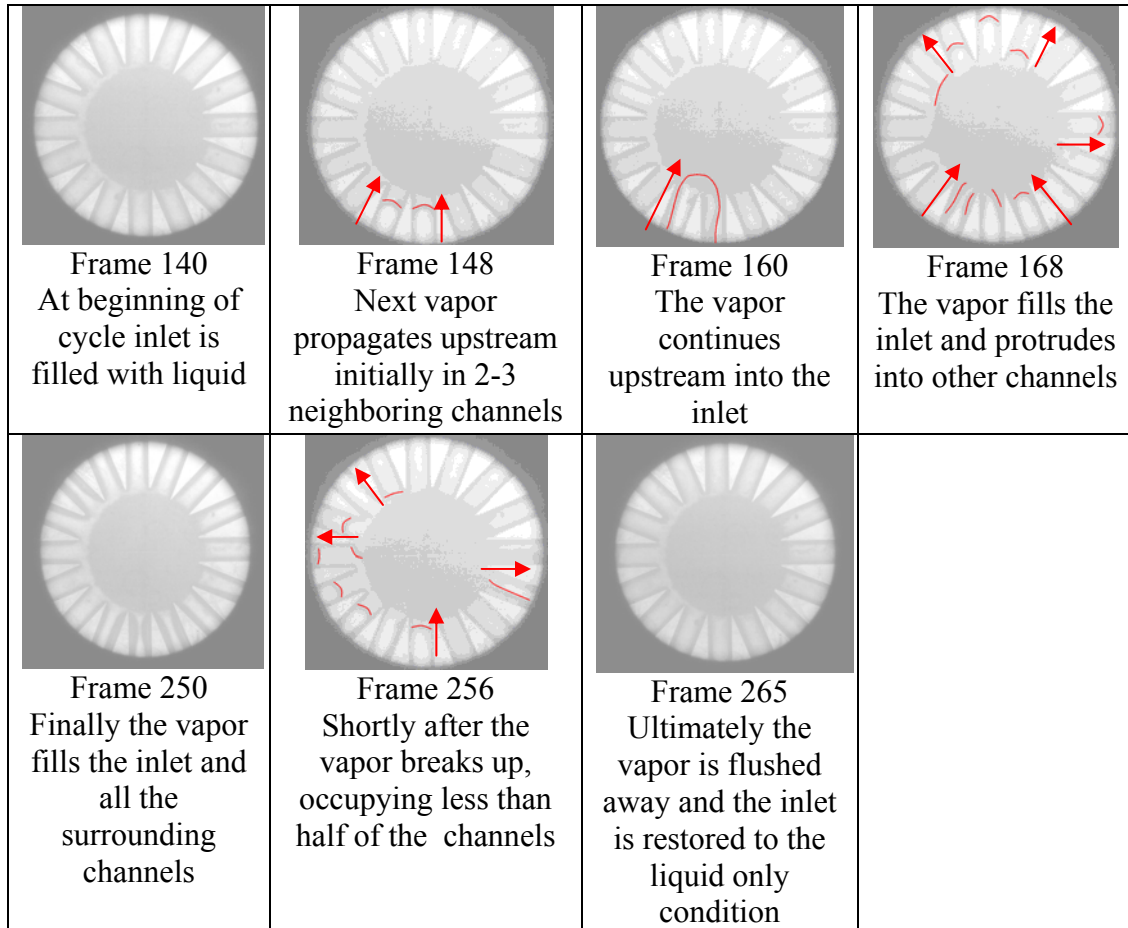 Frame 140
At beginning of
cycle inlet is
filled with liquid
Frame 148
Next vapor
propagates upstream
initially in 2-3
neighboring channels
Frame 160
The vapor
continues
upstream into the
inlet
Frame 168
The vapor fills the
inlet and protrudes
into other channels
Frame 250
Finally the vapor
fills the inlet and
all the
surrounding
channels
Frame 256
Shortly after the
vapor breaks up,
occupying less than
half of the  channels
Frame 265
Ultimately the
vapor is flushed
away and the inlet
is restored to the
liquid only
condition